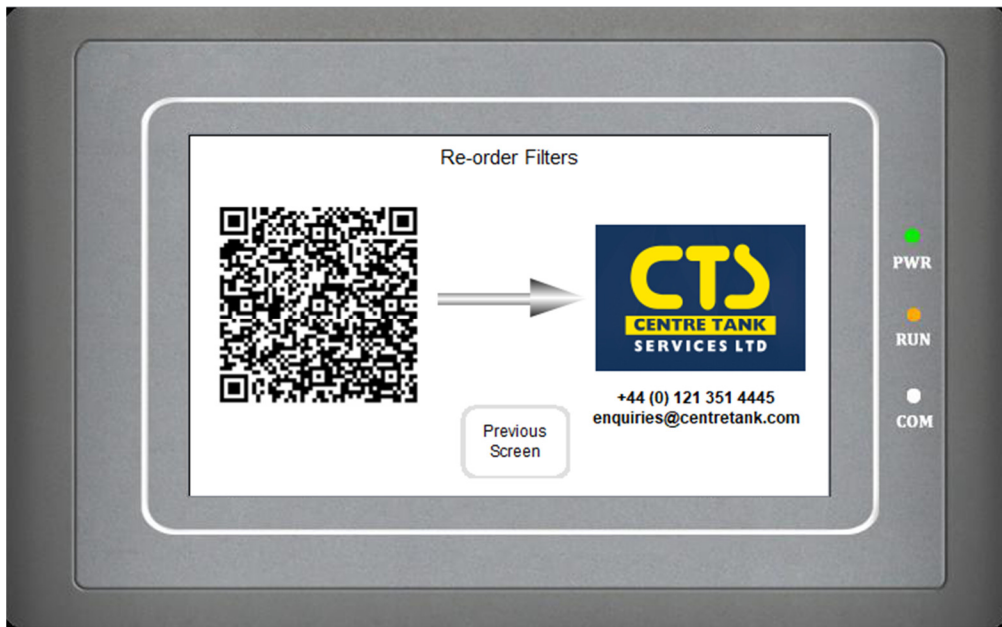 Re-order Filters
CTS
CENTRE TANK
SERVICES LTD
+44 (0) 121 351 4445
enquiries@centretank.com
Previous
Screen
PWR
RUN
COM